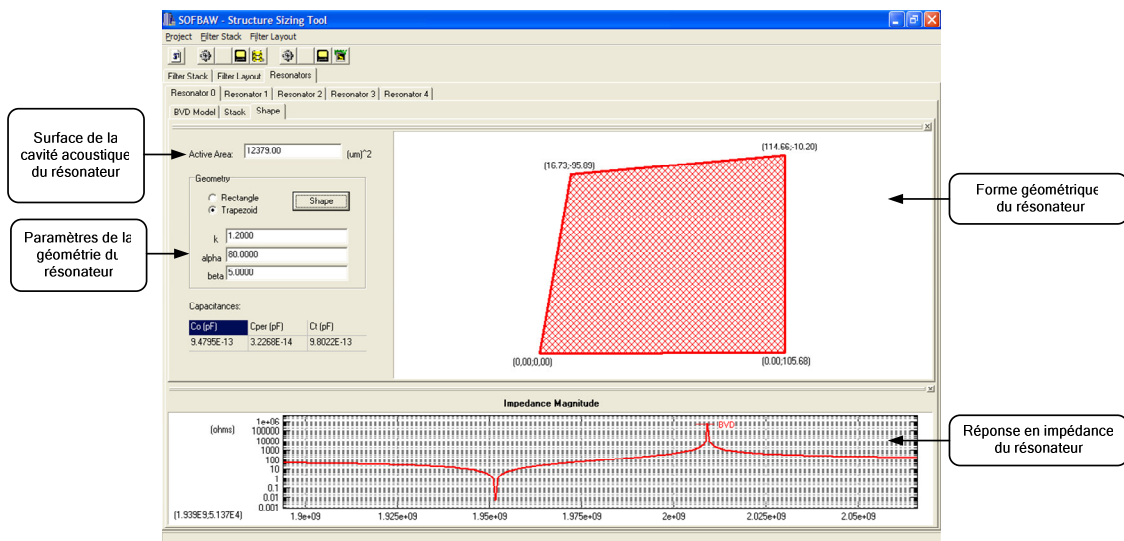 SOFBAW - Structure Sizing Tool
Project Filter Stack Filter Layout
Filter Stack Filter Layout Resonators
Resonator 0 Resonator 1 Resonator 2 Resonator 3 Resonator 4
BVD Model Stack Shape
Surface de la
cavité acoustique
du résonateur
Active Area: 12379.00 (um)^2
Geometry
Rectangle
Trapezoid
Shape
k 1.2000
alpha 80.0000
beta 5.0000
Paramètres de la
géométrie du
résonateur
Capacitances:
Co (pF) Cper (pF) Ct (pF)
9.4795E-13 3.2268E-14 9.8022E-13
(16.73;-95.09)
(114.66;-10.20)
(0,00;0,00)
(0.00;105.68)
Forme géométrique
du résonateur
Impedance Magnitude
(ohms)
1e+06
100000
10000
1000
100
10
1
0.1
0.01
0.001
BVD
(1.939E9;5.137E4)
1.9e+09 1.925e+09 1.95e+09 1.975e+09 2e+09 2.025e+09 2.05e+09
Réponse en impédance
du résonateur